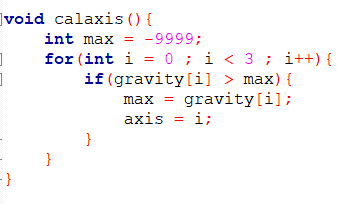 void calaxis(){
    int max = -9999;
    for(int i = 0 ; i < 3 ; i++){
        if(gravity[i] > max){
            max = gravity[i];
            axis = i;
        }
    }
}